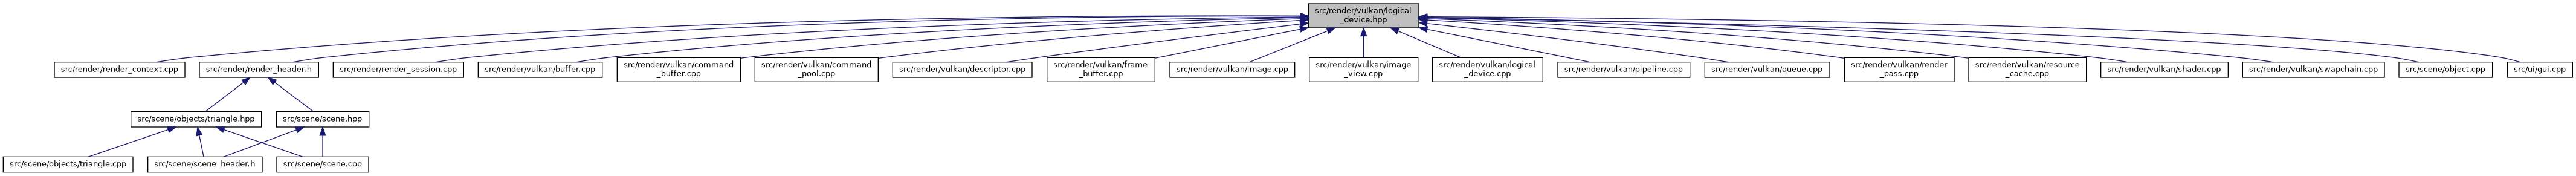 src/render/vulkan/logical
_device.hpp
src/render/render_context.cpp
src/render/render_header.h
src/render/render_session.cpp
src/render/vulkan/buffer.cpp
src/render/vulkan/command
_buffer.cpp
src/render/vulkan/command
_pool.cpp
src/render/vulkan/descriptor.cpp
src/render/vulkan/frame
_buffer.cpp
src/render/vulkan/image.cpp
src/render/vulkan/image
_view.cpp
src/render/vulkan/logical
_device.cpp
src/render/vulkan/pipeline.cpp
src/render/vulkan/queue.cpp
src/render/vulkan/render
_pass.cpp
src/render/vulkan/resource
_cache.cpp
src/render/vulkan/shader.cpp
src/render/vulkan/swapchain.cpp
src/scene/object.cpp
src/ui/gui.cpp
src/scene/objects/triangle.hpp
src/scene/scene.hpp
src/scene/objects/triangle.cpp
src/scene/scene_header.h
src/scene/scene.cpp